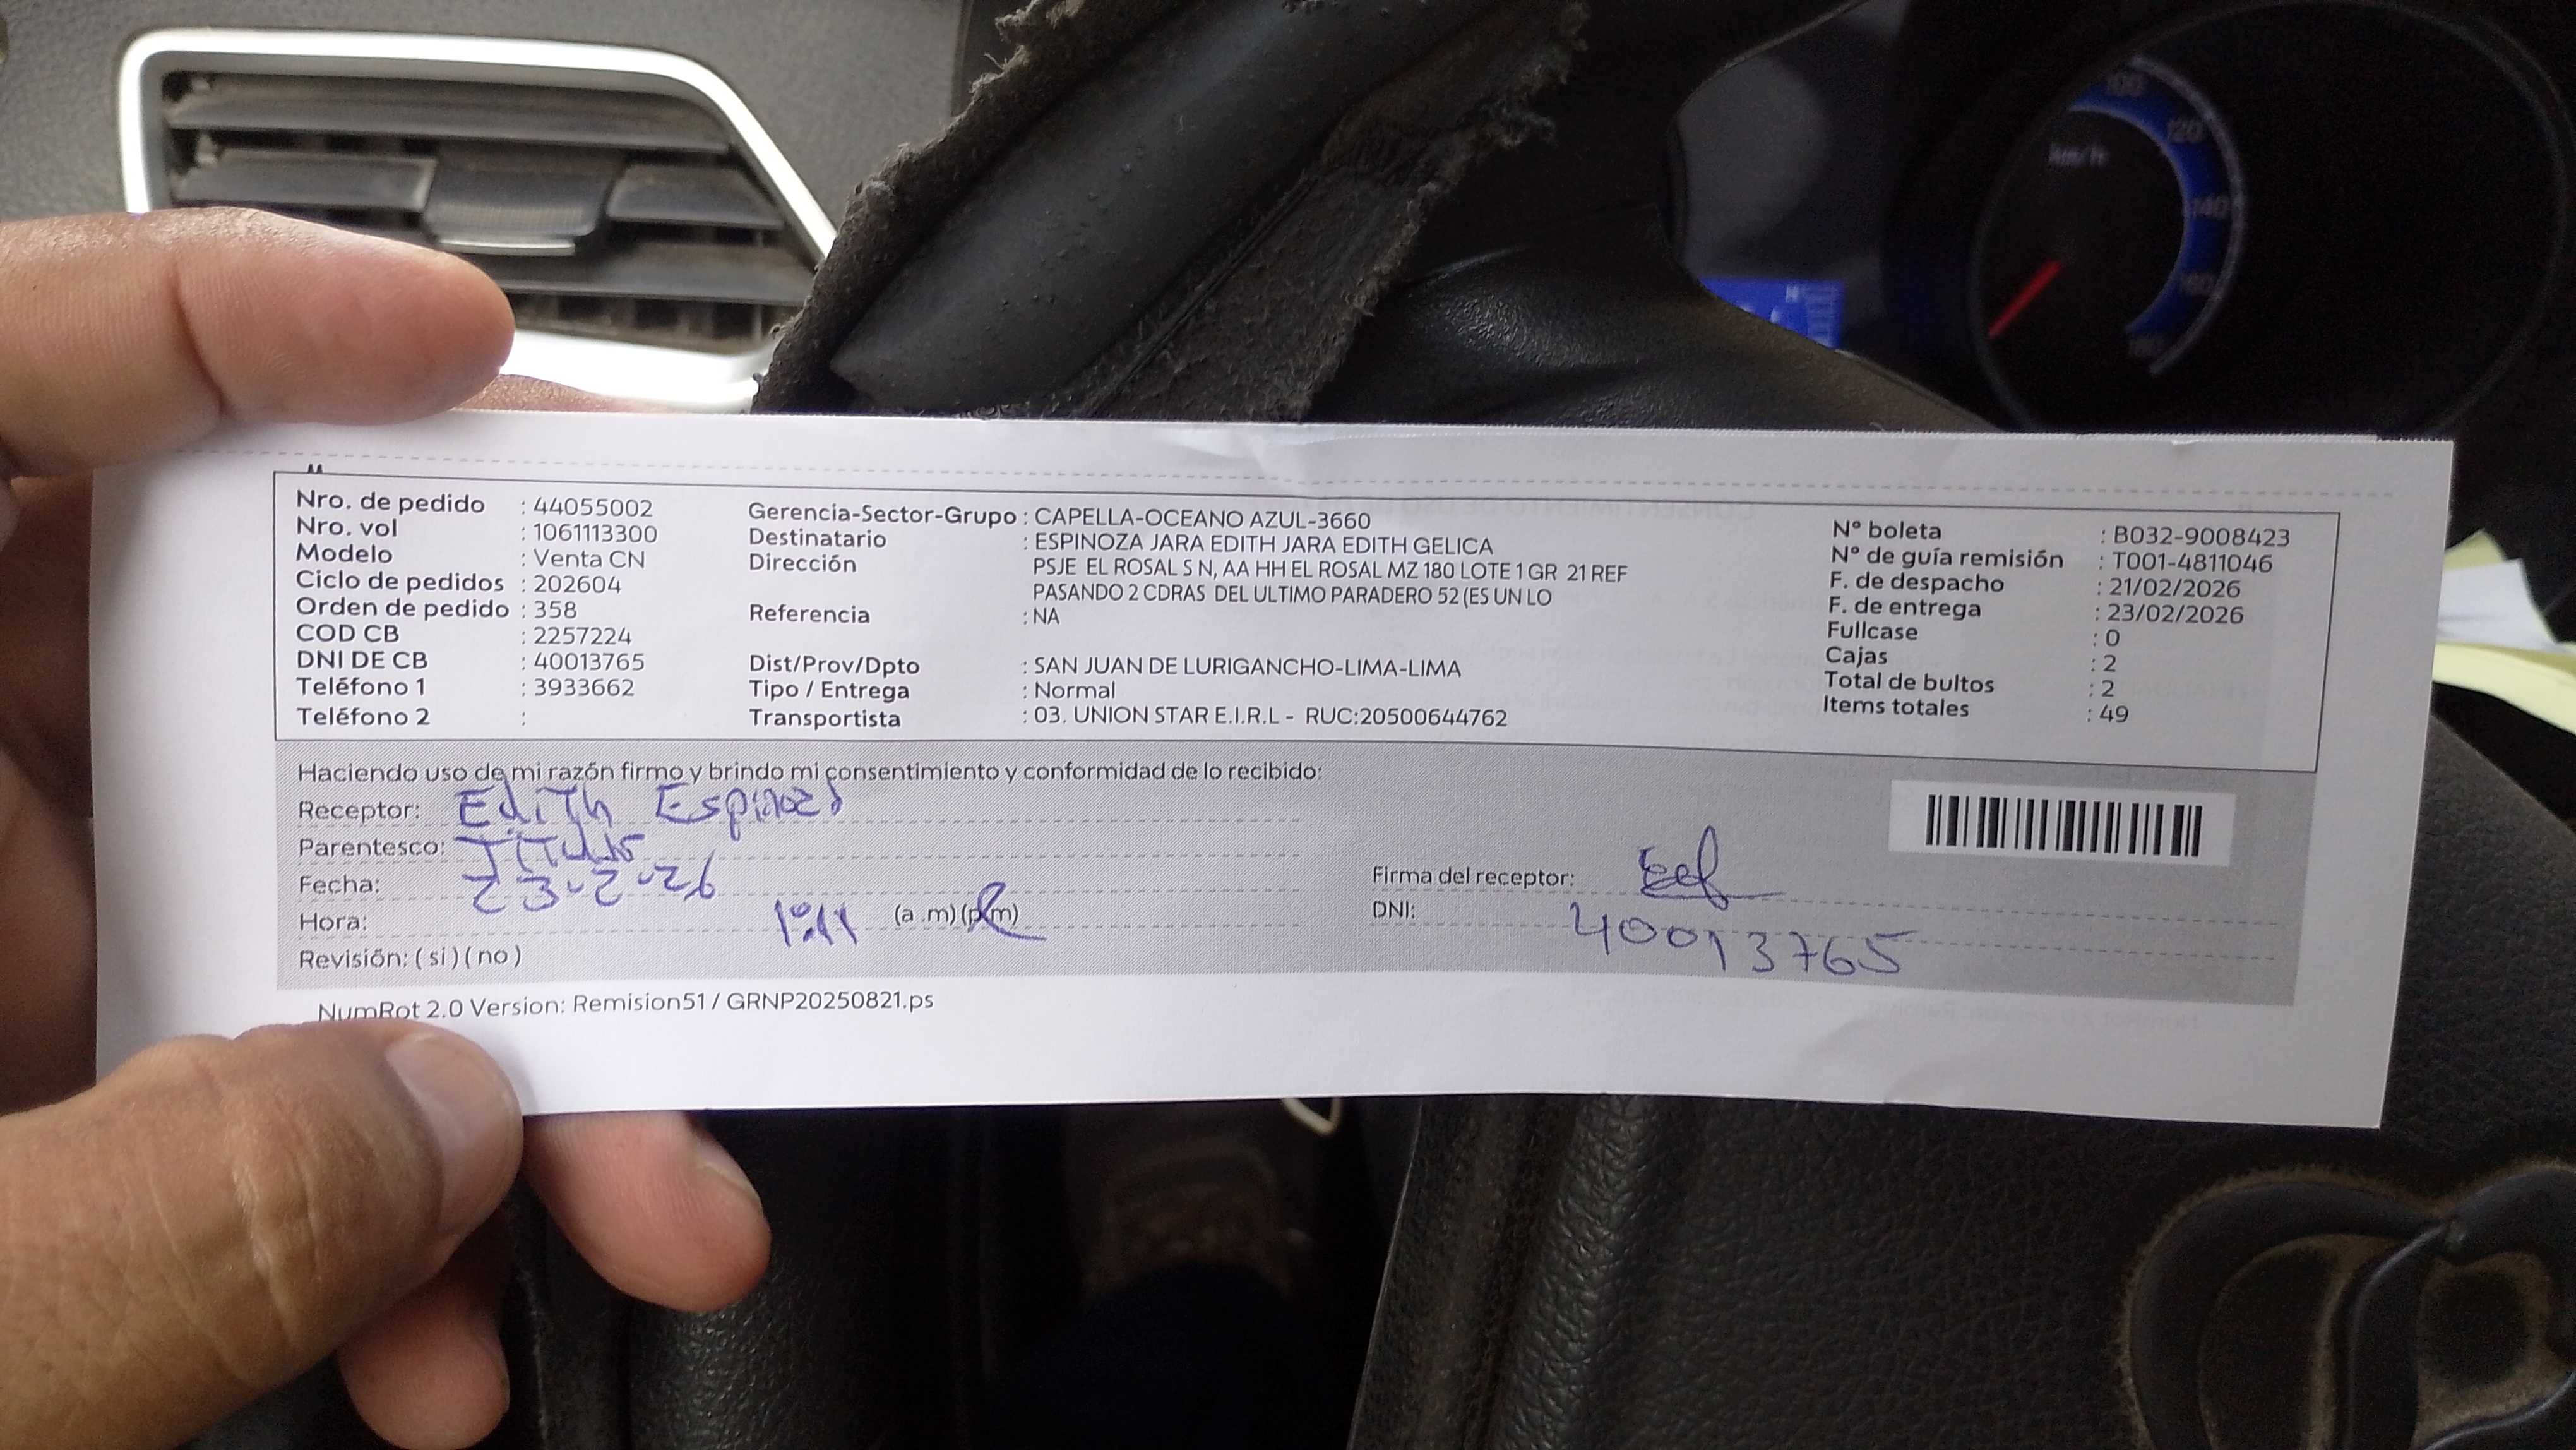 Nro. de pedido : 44055002
Nro. vol : 1061113300
Modelo : Venta CN
Ciclo de pedidos : 202604
Orden de pedido : 358
COD CB : 2257224
DNI DE CB : 40013765
Teléfono 1 : 3933662
Teléfono 2 :
Gerencia-Sector-Grupo : CAPELLA-OCEANO AZUL-3660
Destinatario : ESPINOZA JARA EDITH JARA EDITH GELICA
Dirección PSJE EL ROSAL S N, AA HH EL ROSAL MZ 180 LOTE 1 GR 21 REF
PASANDO 2 CDRAS DEL ULTIMO PARADERO 52 (ES UN LO
Referencia : NA
Dist/Prov/Dpto : SAN JUAN DE LURIGANCHO-LIMA-LIMA
Tipo / Entrega : Normal
Transportista : 03. UNION STAR E.I.R.L - RUC:20500644762
N° boleta : B032-9008423
N° de guía remisión : T001-4811046
F. de despacho : 21/02/2026
F. de entrega : 23/02/2026
Fullcase : 0
Cajas : 2
Total de bultos : 2
Items totales : 49
Haciendo uso de mi razón firmo y brindo mi consentimiento y conformidad de lo recibido:
Receptor: Edith Espinoza
Parentesco: Titular
Fecha: 23-2-26
Hora: 1:11 (a .m) (p.m)
Revisión: ( si ) ( no )
Firma del receptor:
DNI: 40013765
NumRot 2.0 Version: Remision51 / GRNP20250821.ps
km/h
120
140
160